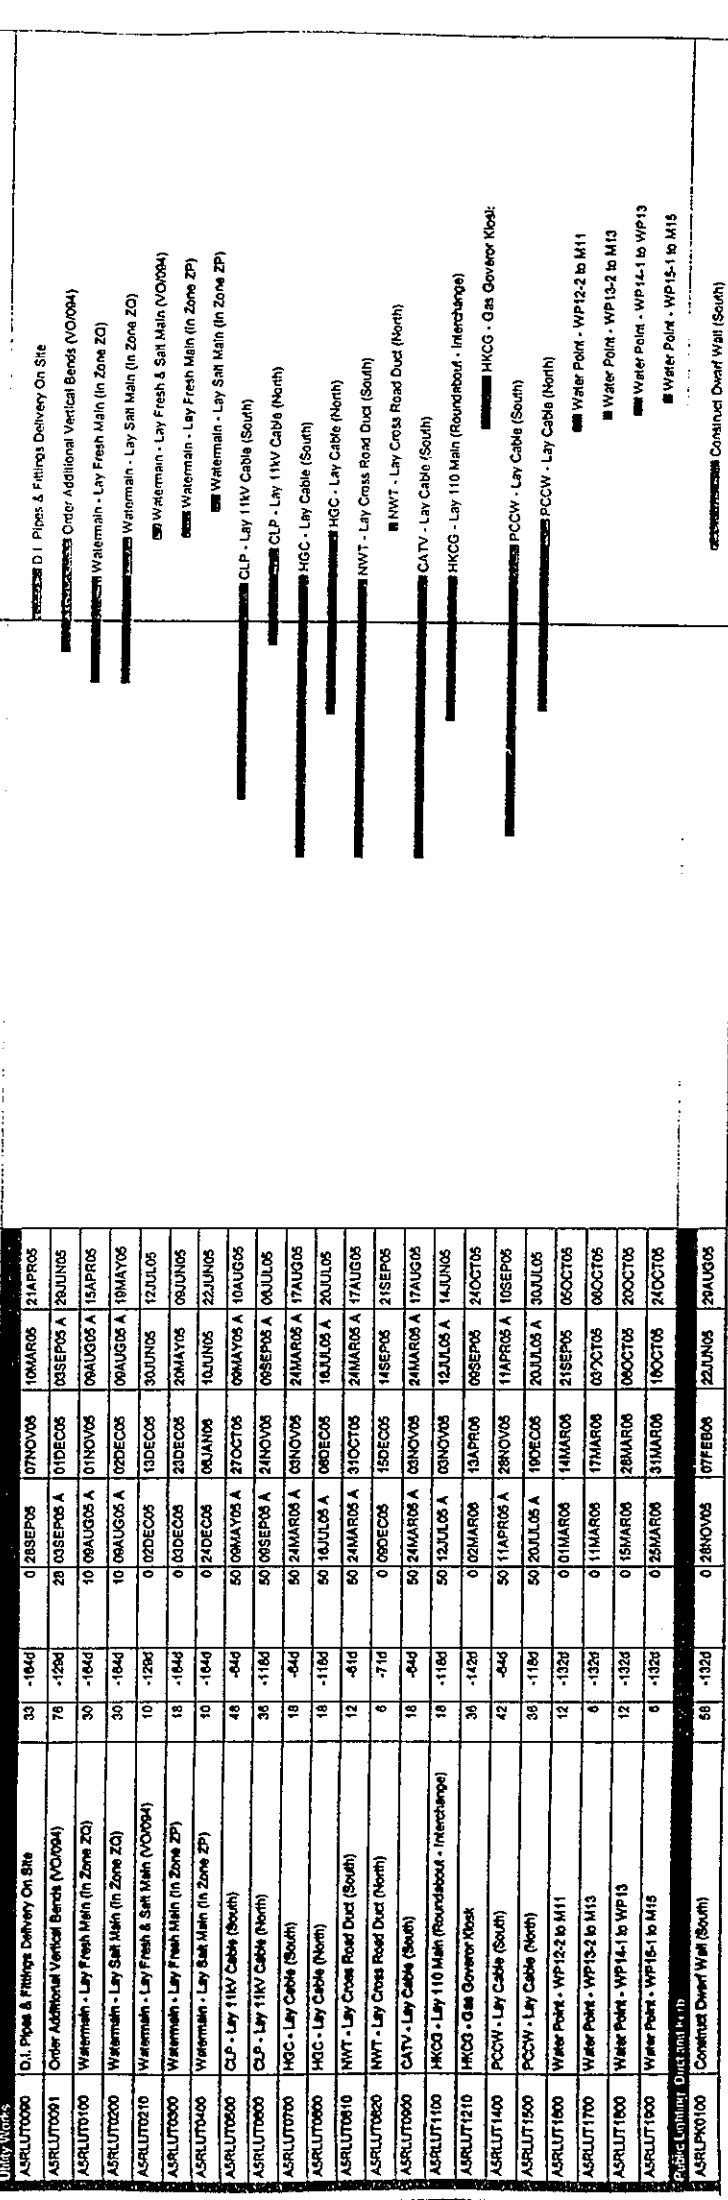 Utility Works
A5RLUT0090 D.I. Pipes & Fittings Delivery On Site 33 -164d 0 28SEP05 07NOV05 10MAR05 21APR05 D.I. Pipes & Fittings Delivery On Site
A5RLUT0091 Order Additional Vertical Bends (VO/094) 76 -129d 28 03SEP05 A 01DEC05 03SEP05 A 29JUN05 Order Additional Vertical Bends (VO/094)
A5RLUT0100 Watermain - Lay Fresh Main (In Zone ZQ) 30 -164d 10 09AUG05 A 01NOV05 09AUG05 A 15APR05 Watermain - Lay Fresh Main (In Zone ZQ)
A5RLUT0200 Watermain - Lay Salt Main (In Zone ZQ) 30 -164d 10 09AUG05 A 02DEC05 09AUG05 A 19MAY05 Watermain - Lay Salt Main (In Zone ZQ)
A5RLUT0210 Watermain - Lay Fresh & Salt Main (VO/094) 10 -129d 0 02DEC05 13DEC05 30JUN05 12JUL05 Watermain - Lay Fresh & Salt Main (VO/094)
A5RLUT0300 Watermain - Lay Fresh Main (In Zone ZP) 18 -164d 0 03DEC05 23DEC05 20MAY05 09JUN05 Watermain - Lay Fresh Main (In Zone ZP)
A5RLUT0400 Watermain - Lay Salt Main (In Zone ZP) 10 -164d 0 24DEC05 06JAN06 10JUN05 22JUN05 Watermain - Lay Salt Main (In Zone ZP)
A5RLUT0500 CLP - Lay 11kV Cable (South) 48 -64d 50 09MAY05 A 27OCT05 09MAY05 A 10AUG05 CLP - Lay 11kV Cable (South)
A5RLUT0600 CLP - Lay 11kV Cable (North) 36 -118d 50 09SEP05 A 24NOV05 09SEP05 A 06JUL05 CLP - Lay 11kV Cable (North)
A5RLUT0700 HGC - Lay Cable (South) 18 -64d 50 24MAR05 A 03NOV05 24MAR05 A 17AUG05 HGC - Lay Cable (South)
A5RLUT0800 HGC - Lay Cable (North) 18 -118d 50 16JUL05 A 08DEC05 16JUL05 A 20JUL05 HGC - Lay Cable (North)
A5RLUT0810 NWT - Lay Cross Road Duct (South) 12 -61d 50 24MAR05 A 31OCT05 24MAR05 A 17AUG05 NWT - Lay Cross Road Duct (South)
A5RLUT0820 NWT - Lay Cross Road Duct (North) 6 -71d 0 09DEC05 15DEC05 14SEP05 21SEP05 NWT - Lay Cross Road Duct (North)
A5RLUT0900 CATV - Lay Cable (South) 18 -64d 50 24MAR05 A 03NOV05 24MAR05 A 17AUG05 CATV - Lay Cable (South)
A5RLUT1100 HKCG - Lay 110 Main (Roundabout - Interchange) 18 -118d 50 12JUL05 A 03NOV05 12JUL05 A 14JUN05 HKCG - Lay 110 Main (Roundabout - Interchange)
A5RLUT1210 HKCG - Gas Goveror Kiosk 36 -142d 0 02MAR06 13APR06 09SEP05 24OCT05 HKCG - Gas Goveror Kiosk
A5RLUT1400 PCCW - Lay Cable (South) 42 -64d 50 11APR05 A 28NOV05 11APR05 A 10SEP05 PCCW - Lay Cable (South)
A5RLUT1500 PCCW - Lay Cable (North) 36 -118d 50 20JUL05 A 19DEC05 20JUL05 A 30JUL05 PCCW - Lay Cable (North)
A5RLUT1600 Water Point - WP12-2 to M11 12 -132d 0 01MAR06 14MAR06 21SEP05 05OCT05 Water Point - WP12-2 to M11
A5RLUT1700 Water Point - WP13-2 to M13 6 -132d 0 11MAR06 17MAR06 03OCT05 08OCT05 Water Point - WP13-2 to M13
A5RLUT1800 Water Point - WP14-1 to WP13 12 -132d 0 15MAR06 28MAR06 06OCT05 20OCT05 Water Point - WP14-1 to WP13
A5RLUT1900 Water Point - WP15-1 to M15 6 -132d 0 25MAR06 31MAR06 18OCT05 24OCT05 Water Point - WP15-1 to M15
Public Lighting Duct and
A5RLPK0100 Construct Dwarf Wall (South) 58 -132d 0 28NOV05 07FEB06 22JUN05 29AUG05 Construct Dwarf Wall (South)